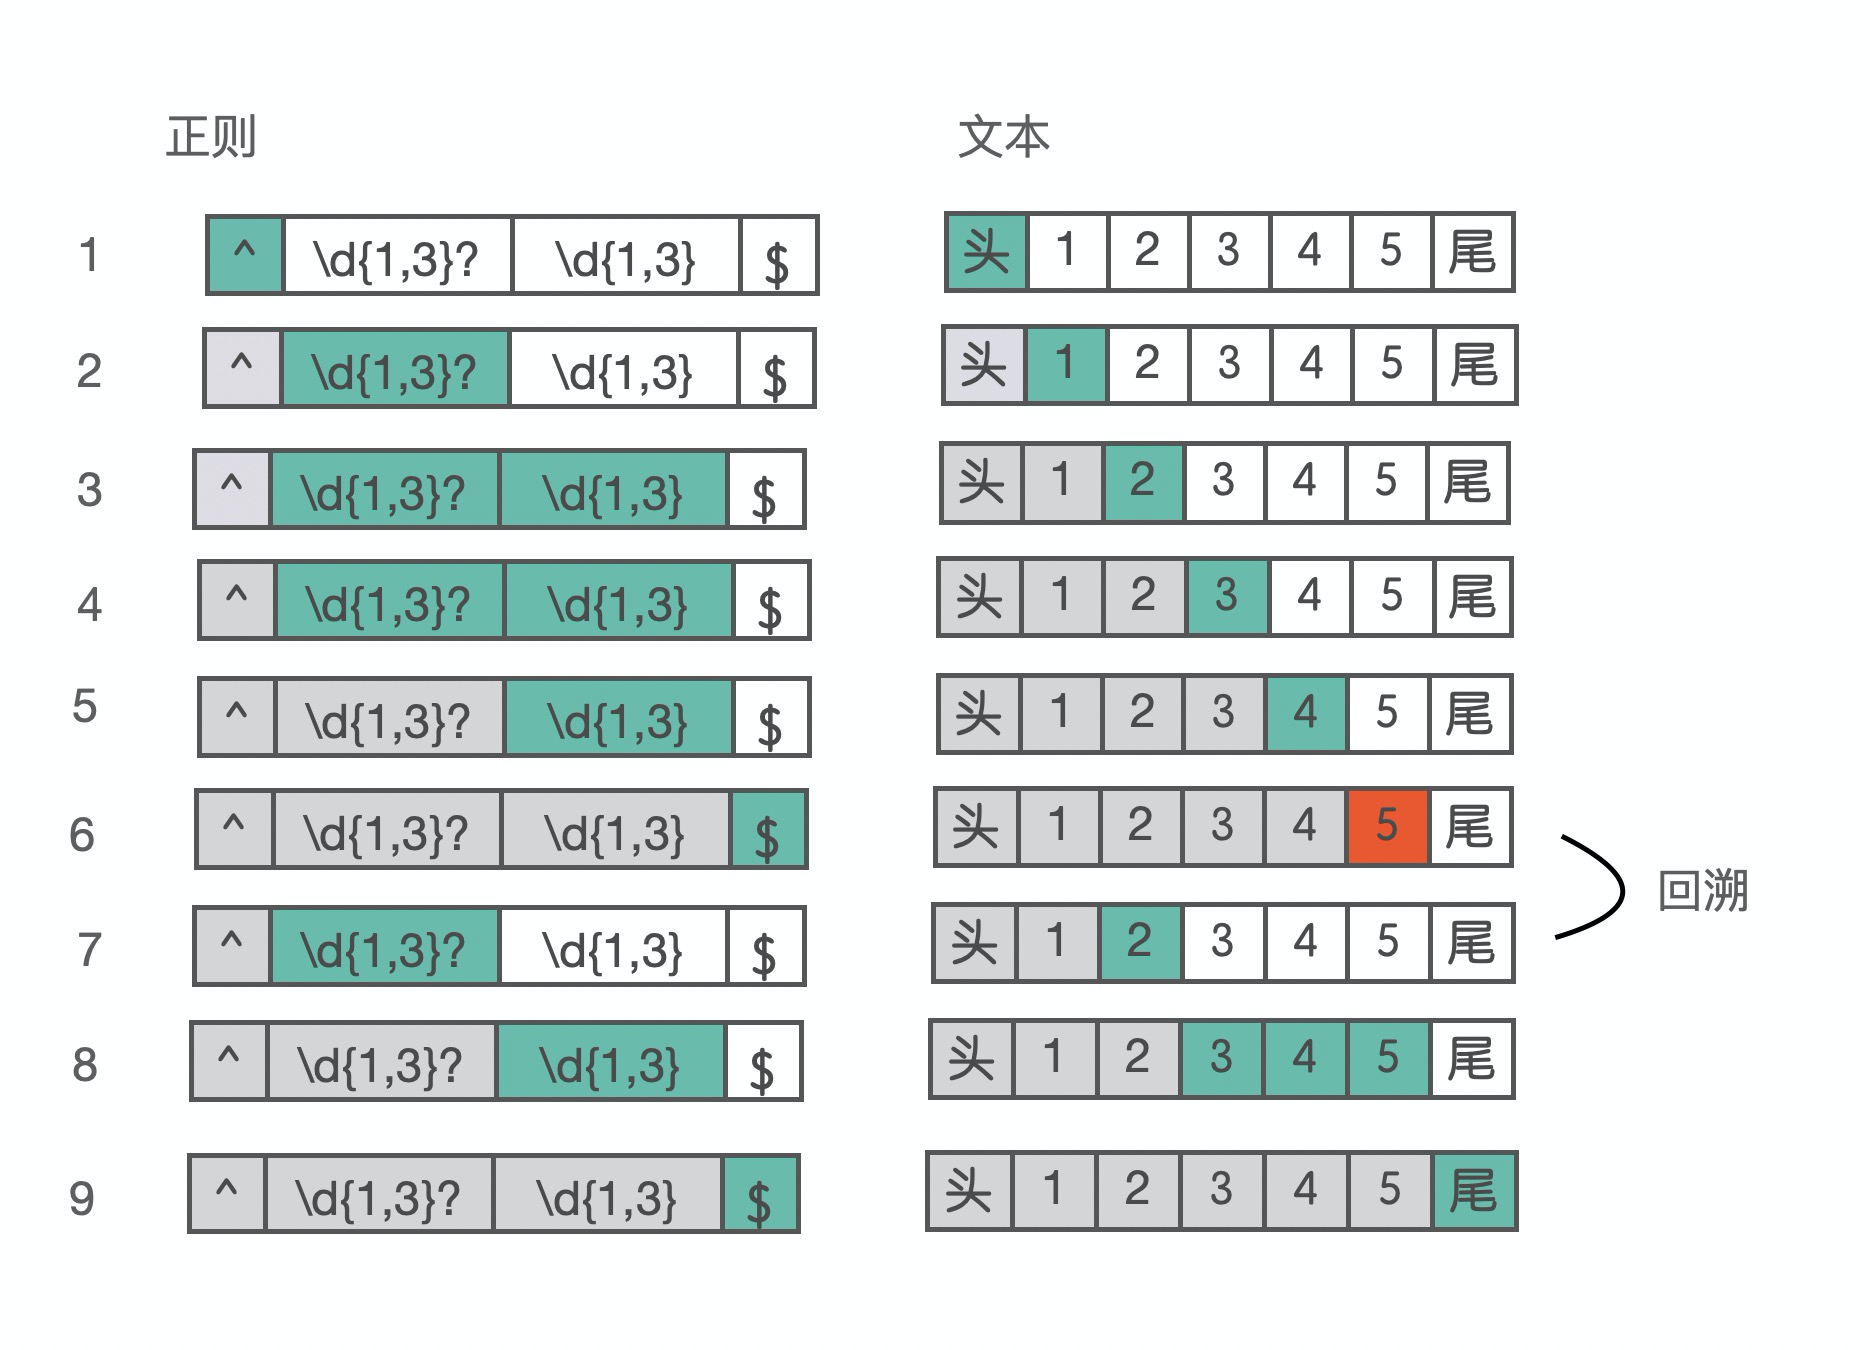 正则 文本
1 ^ \d{1,3}? \d{1,3} $ 头 1 2 3 4 5 尾
2 ^ \d{1,3}? \d{1,3} $ 头 1 2 3 4 5 尾
3 ^ \d{1,3}? \d{1,3} $ 头 1 2 3 4 5 尾
4 ^ \d{1,3}? \d{1,3} $ 头 1 2 3 4 5 尾
5 ^ \d{1,3}? \d{1,3} $ 头 1 2 3 4 5 尾
6 ^ \d{1,3}? \d{1,3} $ 头 1 2 3 4 5 尾
回溯
7 ^ \d{1,3}? \d{1,3} $ 头 1 2 3 4 5 尾
8 ^ \d{1,3}? \d{1,3} $ 头 1 2 3 4 5 尾
9 ^ \d{1,3}? \d{1,3} $ 头 1 2 3 4 5 尾